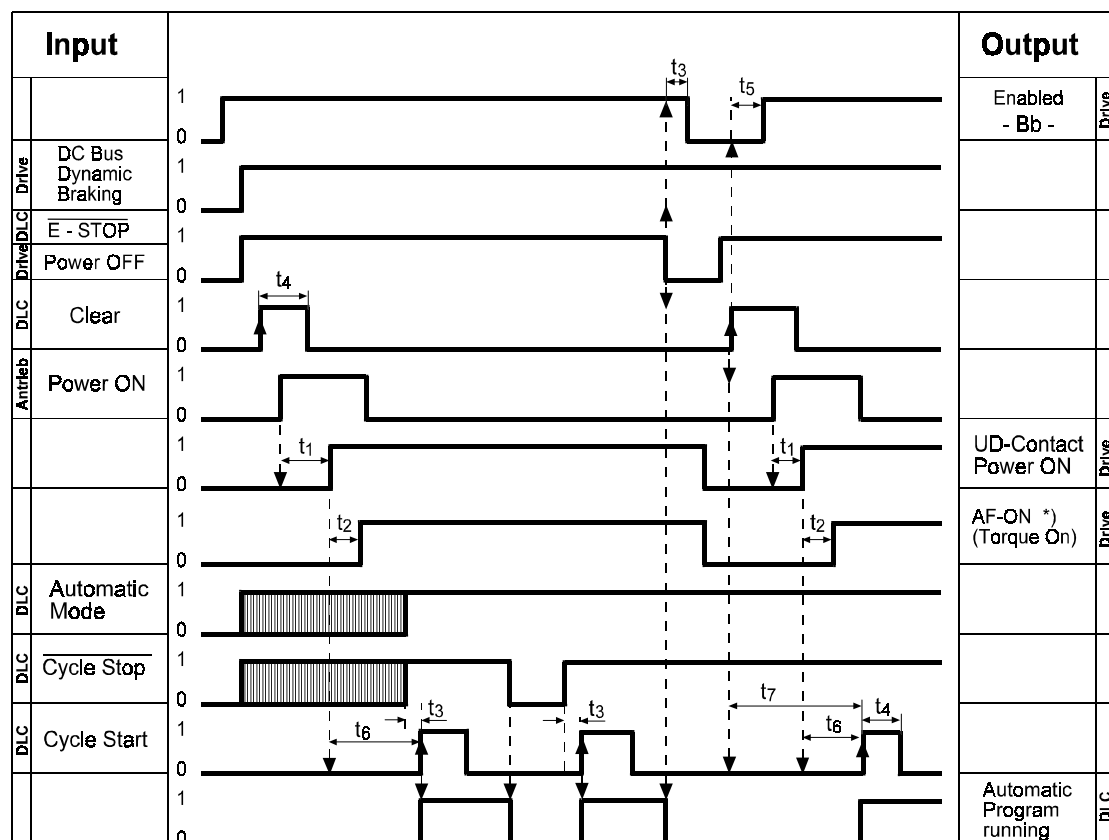 Input
Output
t3
t5
1
0
Enabled
- Bb -
Drive
Drive
DC Bus
Dynamic
Braking
1
0
DLC
E - STOP
Drive
Power OFF
1
0
DLC
Clear
t4
1
0
Antrieb
Power ON
1
0
t1
t1
1
0
UD-Contact
Power ON
Drive
t2
t2
1
0
AF-ON *)
(Torque On)
Drive
DLC
Automatic
Mode
1
0
DLC
Cycle Stop
1
0
DLC
Cycle Start
t6
t3
t3
t7
t6
t4
1
0
1
0
Automatic
Program
running
DLC